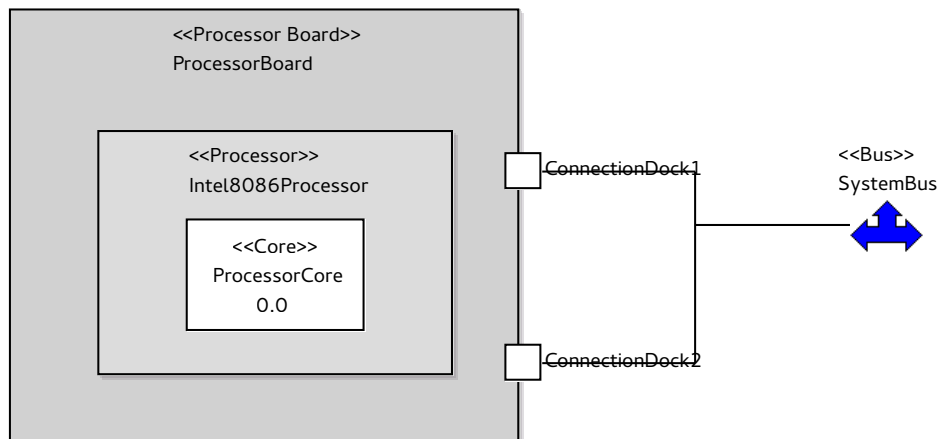 <<Processor Board>>
ProcessorBoard
<<Processor>>
Intel8086Processor
<<Core>>
ProcessorCore
0.0
ConnectionDock1
<<Bus>>
SystemBus
ConnectionDock2